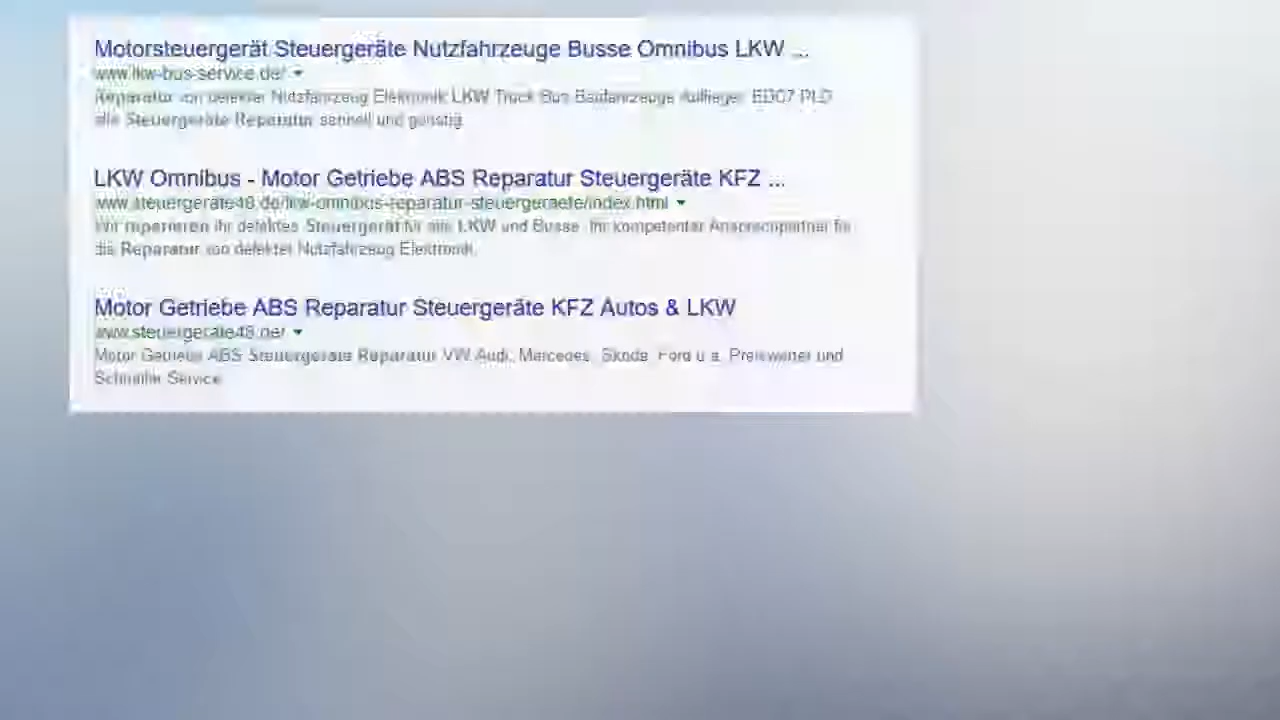 Motorsteuergerät Steuergeräte Nutzfahrzeuge Busse Omnibus LKW ...
www.lkw-bus-service.de/
Reparatur von defekter Nutzfahrzeug Elektronik LKW Truck Bus Baufahrzeuge Auflieger EDC7 PLD
alle Steuergeräte Reparatur schnell und günstig
LKW Omnibus - Motor Getriebe ABS Reparatur Steuergeräte KFZ ...
www.steuergeräte48.de/lkw-omnibus-reparatur-steuergeraete/index.html
Wir reparieren Ihr defektes Steuergerät für alle LKW und Busse. Ihr kompetenter Ansprechpartner für
die Reparatur von defekter Nutzfahrzeug Elektronik.
Motor Getriebe ABS Reparatur Steuergeräte KFZ Autos & LKW
www.steuergeräte48.de/
Motor Getriebe ABS Steuergeräte Reparatur VW Audi, Mercedes, Skoda, Ford u.a. Preiswerter und
Schneller Service